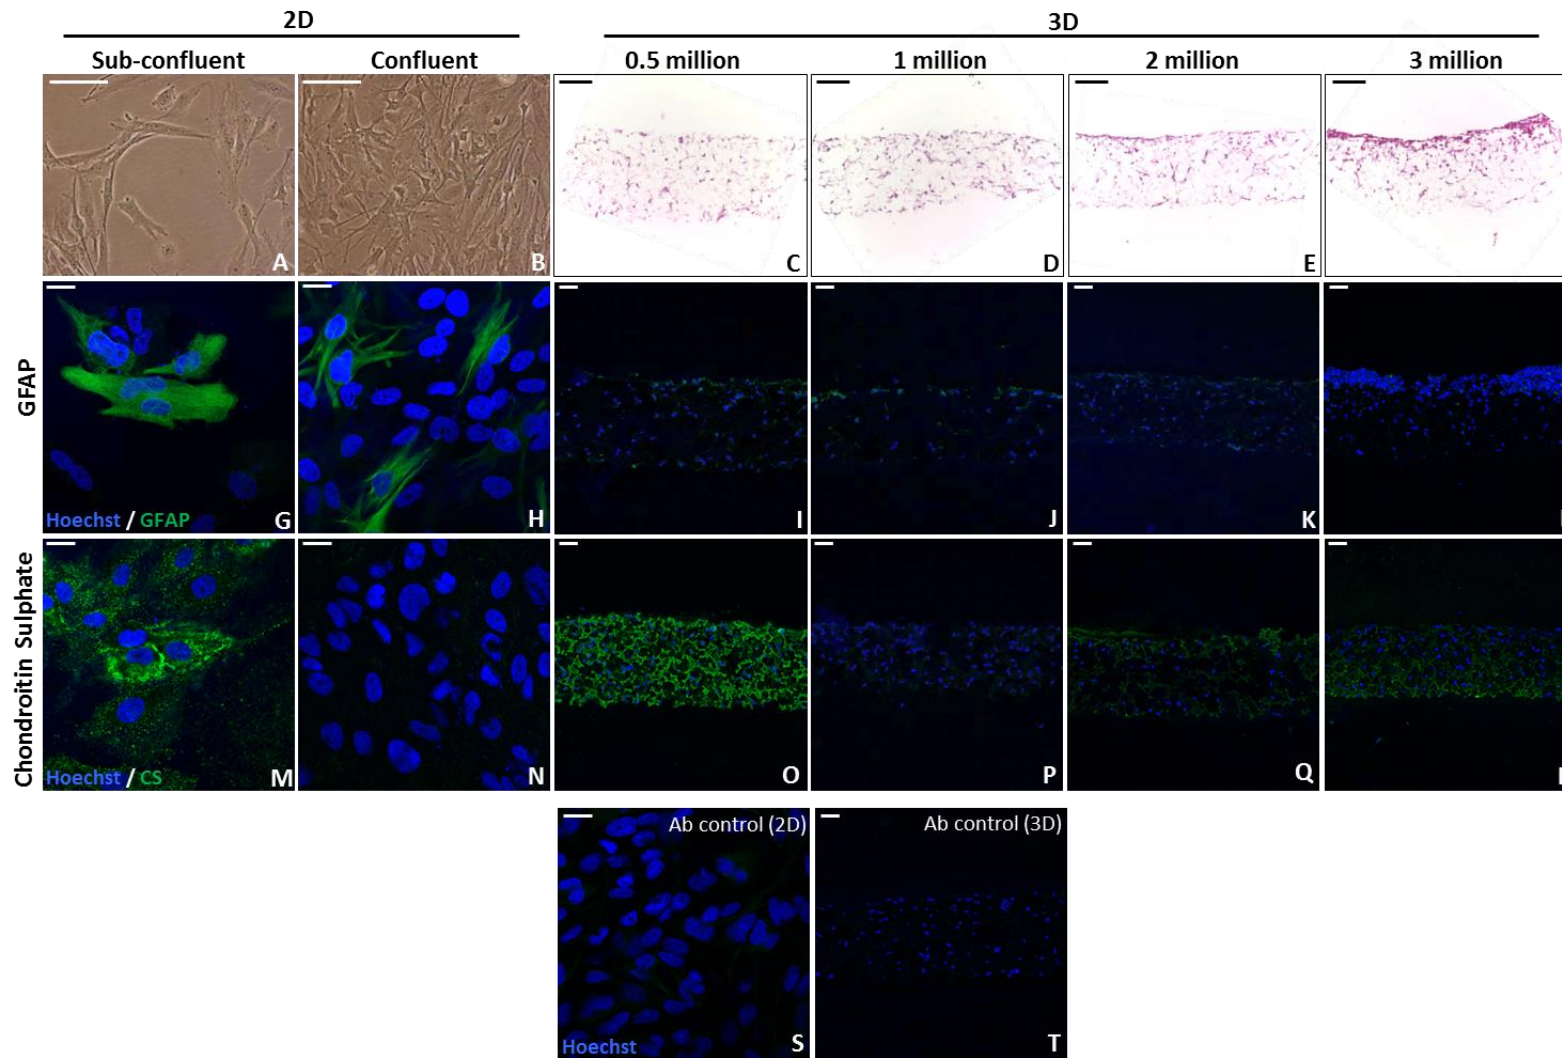 2D 3D
Sub-confluent Confluent 0.5 million 1 million 2 million 3 million
A B C D E
GFAP
Hoechst / GFAP G H I J K
Chondroitin Sulphate
Hoechst / CS M N O P Q
Ab control (2D) Ab control (3D)
Hoechst S T